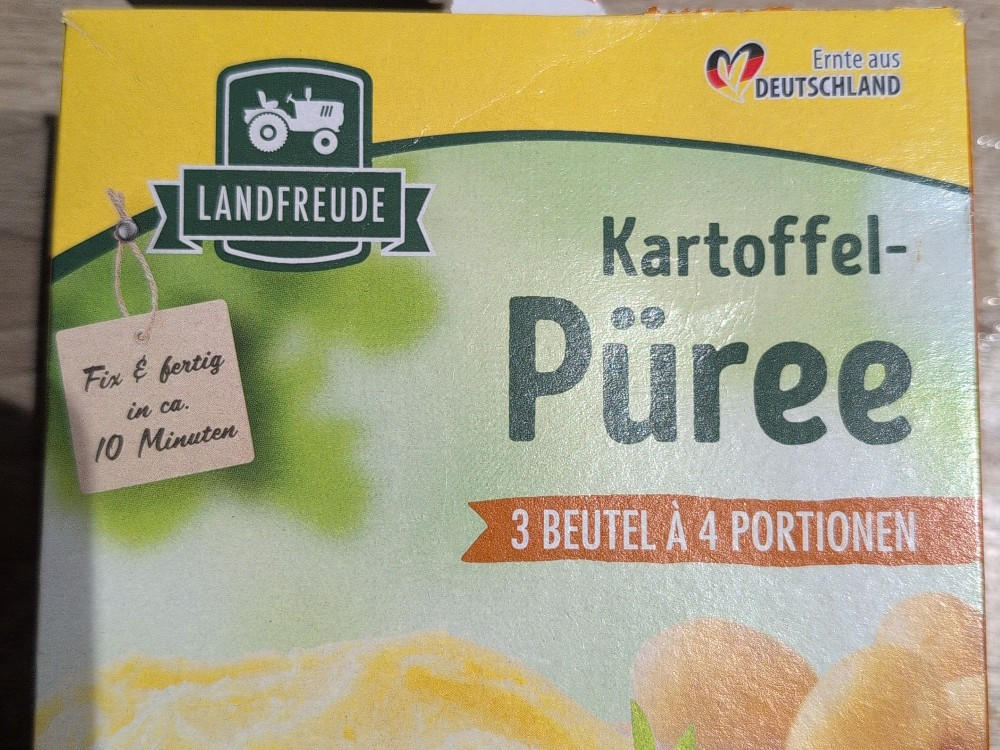 Ernte aus
DEUTSCHLAND
LANDFREUDE
Kartoffel-
Püree
Fix & fertig
in ca.
10 Minuten
3 BEUTEL À 4 PORTIONEN